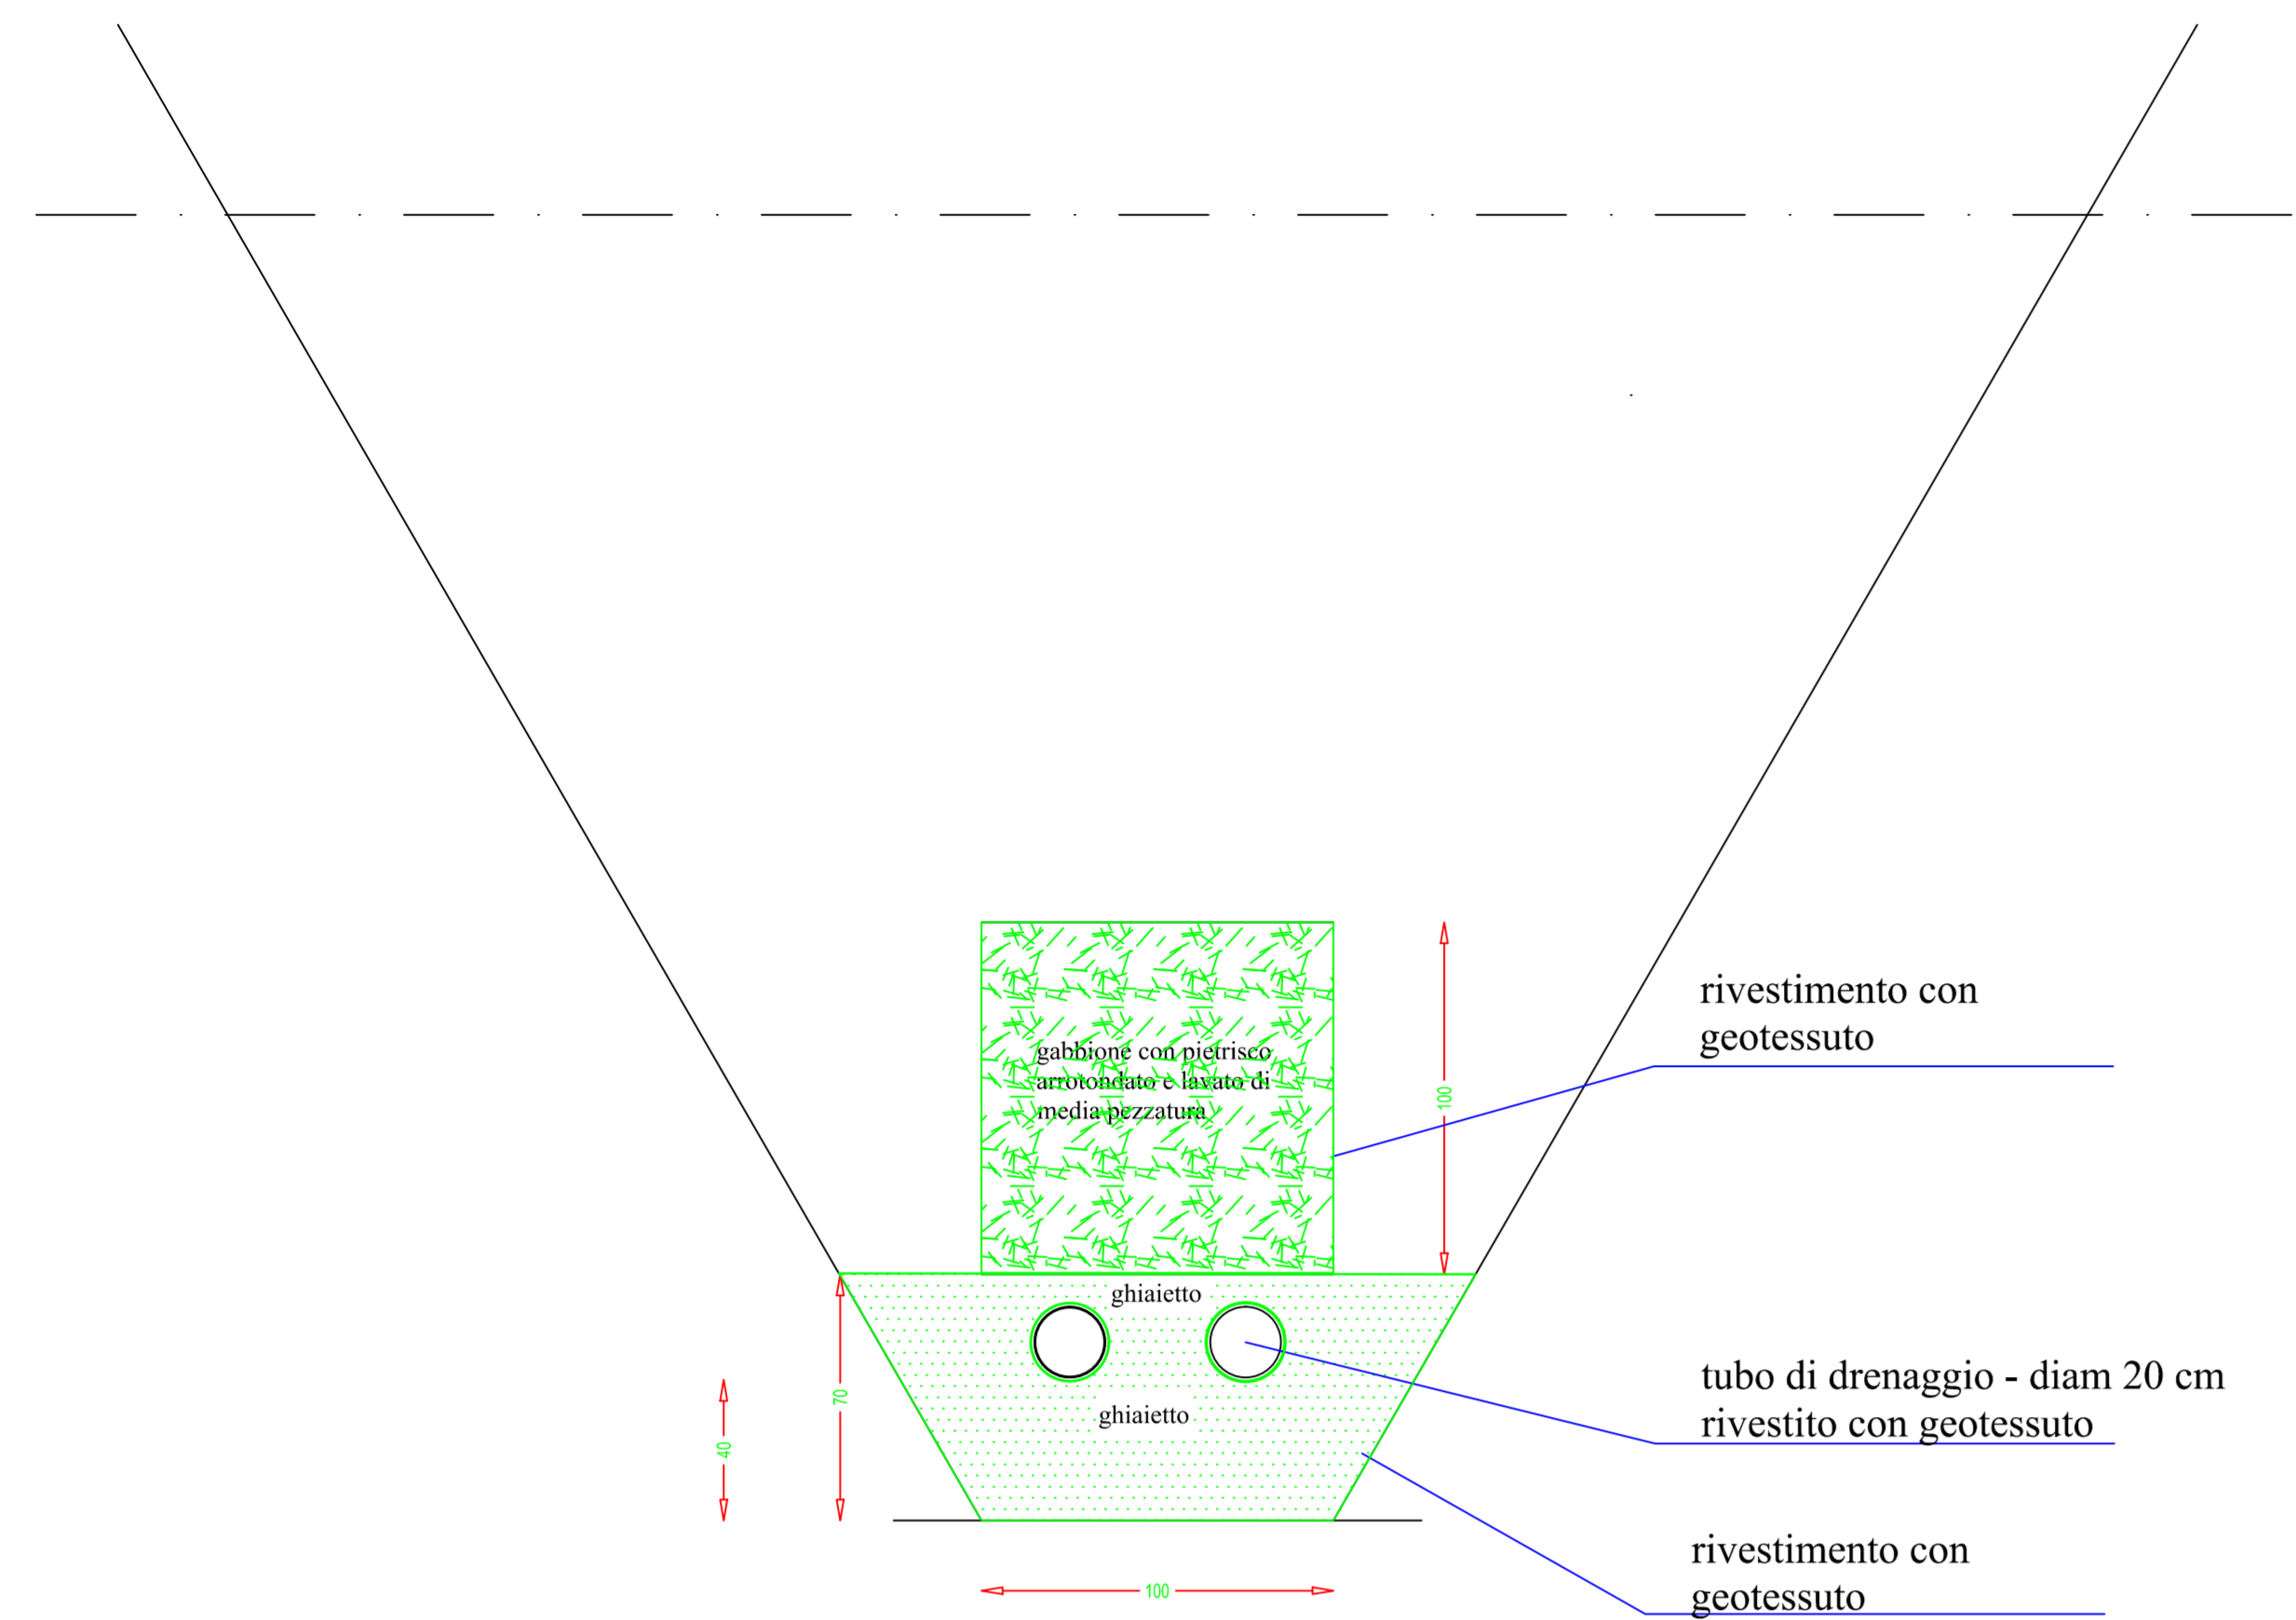 rivestimento con
geotessuto
gabbione con pietrisco
arrotondato e lavato di
media pezzatura
100
ghiaietto
tubo di drenaggio - diam 20 cm
rivestito con geotessuto
70
ghiaietto
40
rivestimento con
geotessuto
100